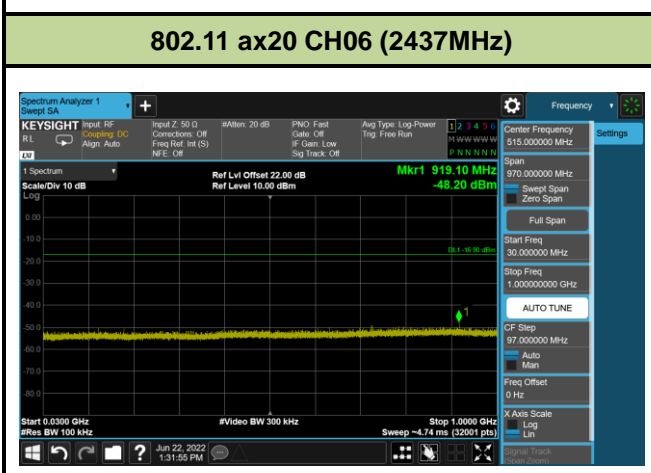 802.11 ax20 CH06 (2437MHz)
Spectrum Analyzer 1
Swept SA
Frequency
KEYSIGHT
RL
LXI
Input: RF
Coupling: DC
Align: Auto
Input Z: 50 Ω
Corrections: Off
Freq Ref: Int (S)
NFE: Off
#Atten: 20 dB
PNO: Fast
Gate: Off
IF Gain: Low
Sig Track: Off
Avg Type: Log-Power
Trig: Free Run
1 2 3 4 5 6
M W W W W W
P N N N N N
Center Frequency
515.000000 MHz
Settings
Span
970.000000 MHz
Swept Span
Zero Span
Full Span
Start Freq
30.000000 MHz
Stop Freq
1.000000000 GHz
AUTO TUNE
CF Step
97.000000 MHz
Auto
Man
Freq Offset
0 Hz
X Axis Scale
Log
Lin
Signal Track
(Span Zoom)
1 Spectrum
Scale/Div 10 dB
Log
Ref Lvl Offset 22.00 dB
Ref Level 10.00 dBm
Mkr1 919.10 MHz
-48.20 dBm
0.00
-10.0
-20.0
-30.0
-40.0
-50.0
-60.0
-70.0
-80.0
DL1 -16.90 dBm
1
Start 0.0300 GHz
#Res BW 100 kHz
#Video BW 300 kHz
Stop 1.0000 GHz
Sweep ~4.74 ms (32001 pts)
?
Jun 22, 2022
1:31:55 PM